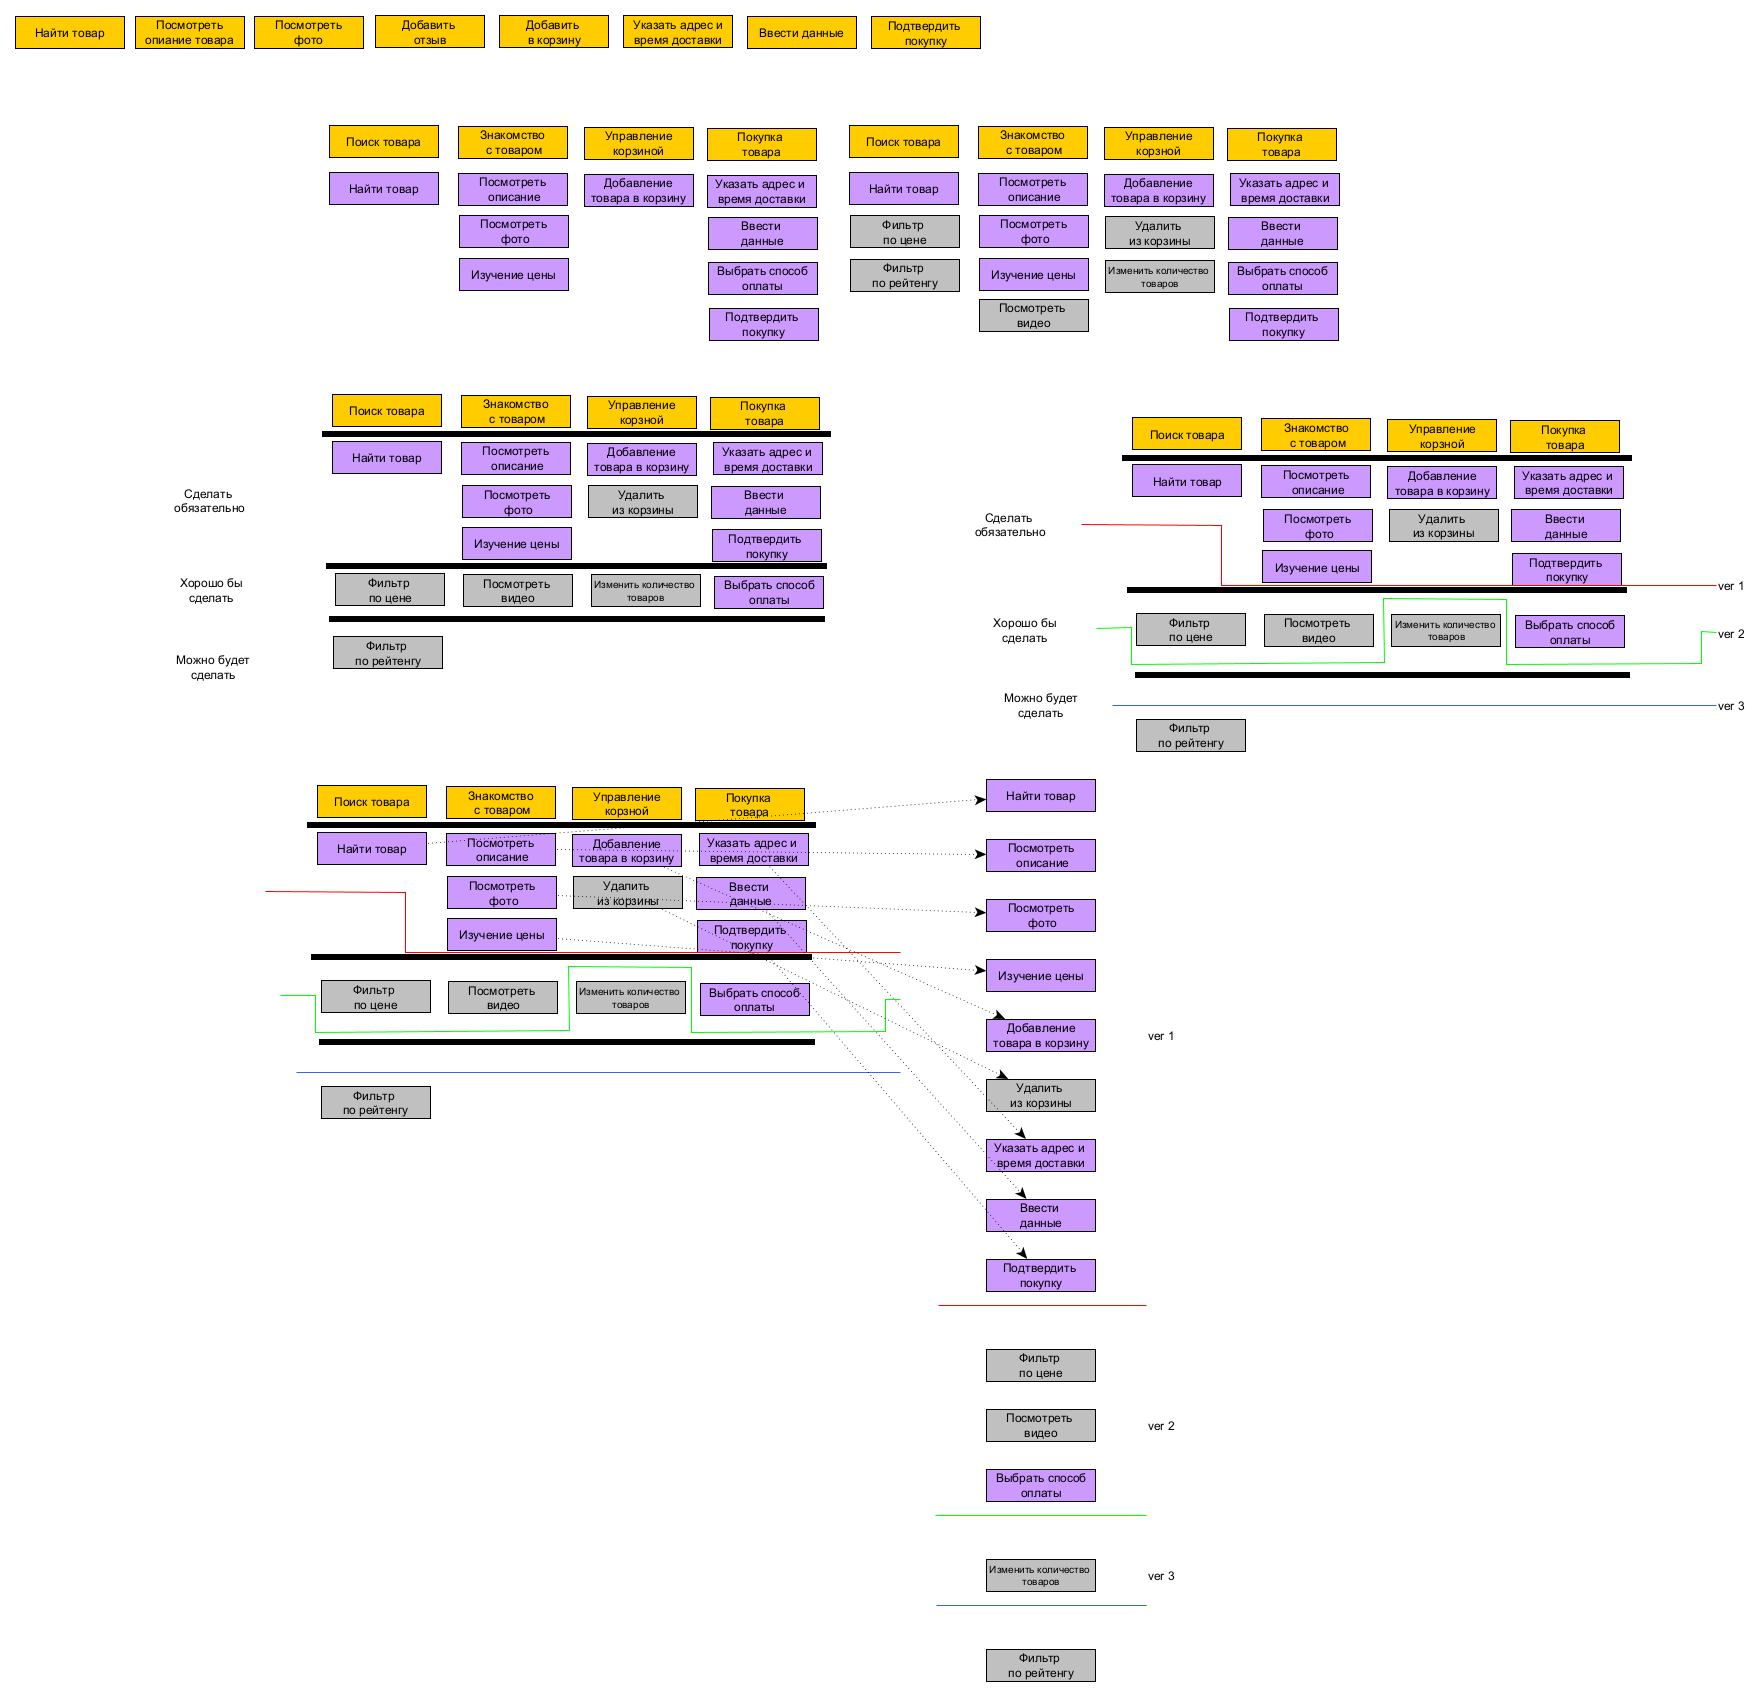 Найти товар
Посмотреть
опиание товара
Посмотреть
фото
Добавить
отзыв
Добавить
в корзину
Указать адрес и
время доставки
Ввести данные
Подтвердить
покупку
Поиск товара
Знакомство
с товаром
Управление
корзиной
Покупка
товара
Найти товар
Посмотреть
описание
Добавление
товара в корзину
Указать адрес и
время доставки
Посмотреть
фото
Ввести
данные
Изучение цены
Выбрать способ
оплаты
Подтвердить
покупку
Поиск товара
Знакомство
с товаром
Управление
корзной
Покупка
товара
Найти товар
Посмотреть
описание
Добавление
товара в корзину
Указать адрес и
время доставки
Фильтр
по цене
Посмотреть
фото
Удалить
из корзины
Ввести
данные
Фильтр
по рейтенгу
Изучение цены
Изменить количество
товаров
Выбрать способ
оплаты
Посмотреть
видео
Подтвердить
покупку
Поиск товара
Знакомство
с товаром
Управление
корзной
Покупка
товара
Сделать
обязательно
Найти товар
Посмотреть
описание
Добавление
товара в корзину
Указать адрес и
время доставки
Посмотреть
фото
Удалить
из корзины
Ввести
данные
Изучение цены
Подтвердить
покупку
Хорошо бы
сделать
Фильтр
по цене
Посмотреть
видео
Изменить количество
товаров
Выбрать способ
оплаты
Можно будет
сделать
Фильтр
по рейтенгу
Поиск товара
Знакомство
с товаром
Управление
корзной
Покупка
товара
Сделать
обязательно
Найти товар
Посмотреть
описание
Добавление
товара в корзину
Указать адрес и
время доставки
Посмотреть
фото
Удалить
из корзины
Ввести
данные
Изучение цены
Подтвердить
покупку
ver 1
Хорошо бы
сделать
Фильтр
по цене
Посмотреть
видео
Изменить количество
товаров
Выбрать способ
оплаты
ver 2
Можно будет
сделать
ver 3
Фильтр
по рейтенгу
Поиск товара
Знакомство
с товаром
Управление
корзной
Покупка
товара
Найти товар
Посмотреть
описание
Добавление
товара в корзину
Указать адрес и
время доставки
Посмотреть
фото
Удалить
из корзины
Ввести
данные
Изучение цены
Подтвердить
покупку
Фильтр
по цене
Посмотреть
видео
Изменить количество
товаров
Выбрать способ
оплаты
Фильтр
по рейтенгу
Найти товар
Посмотреть
описание
Посмотреть
фото
Изучение цены
Добавление
товара в корзину
ver 1
Удалить
из корзины
Указать адрес и
время доставки
Ввести
данные
Подтвердить
покупку
Фильтр
по цене
Посмотреть
видео
ver 2
Выбрать способ
оплаты
Изменить количество
товаров
ver 3
Фильтр
по рейтенгу